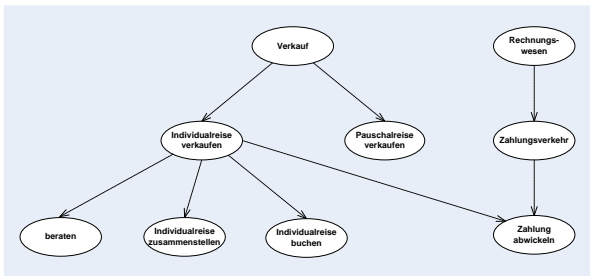 Verkauf
Rechnungs-
wesen
Individualreise
verkaufen
Pauschalreise
verkaufen
Zahlungsverkehr
beraten
Individualreise
zusammenstellen
Individualreise
buchen
Zahlung
abwickeln